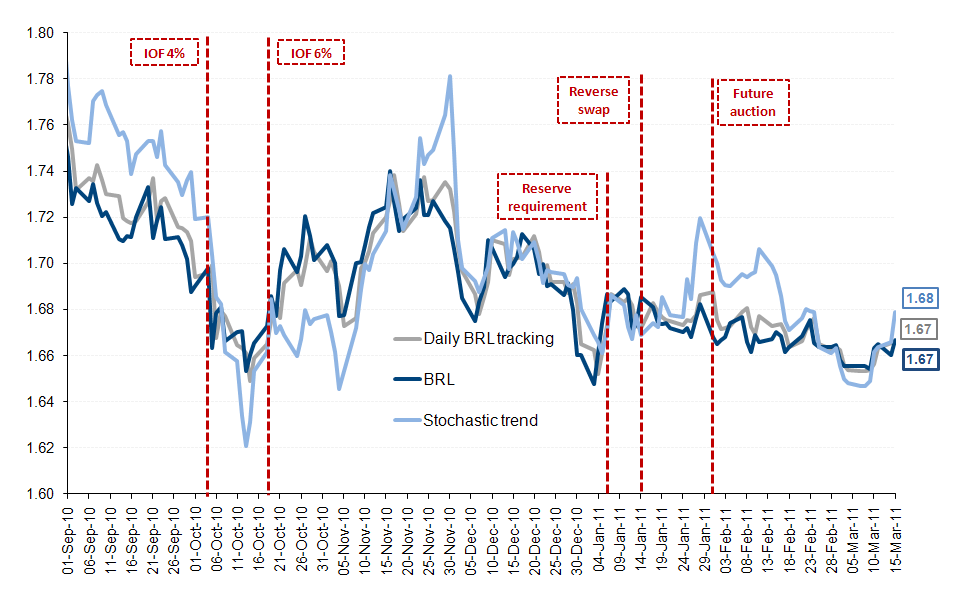 1.80
1.78
1.76
1.74
1.72
1.70
1.68
1.66
1.64
1.62
1.60
IOF 4%
IOF 6%
Reserve
requirement
Reverse
swap
Future
auction
Daily BRL tracking
BRL
Stochastic trend
1.68
1.67
1.67
01-Sep-10
06-Sep-10
11-Sep-10
16-Sep-10
21-Sep-10
26-Sep-10
01-Oct-10
06-Oct-10
11-Oct-10
16-Oct-10
21-Oct-10
26-Oct-10
31-Oct-10
05-Nov-10
10-Nov-10
15-Nov-10
20-Nov-10
25-Nov-10
30-Nov-10
05-Dec-10
10-Dec-10
15-Dec-10
20-Dec-10
25-Dec-10
30-Dec-10
04-Jan-11
09-Jan-11
14-Jan-11
19-Jan-11
24-Jan-11
29-Jan-11
03-Feb-11
08-Feb-11
13-Feb-11
18-Feb-11
23-Feb-11
28-Feb-11
05-Mar-11
10-Mar-11
15-Mar-11